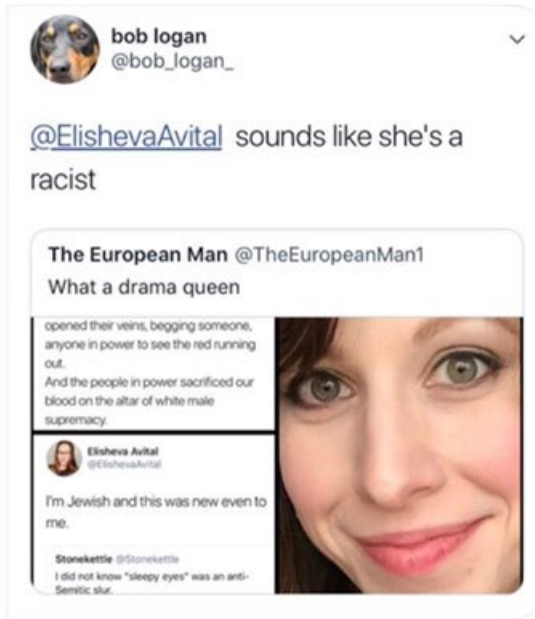 bob logan
@bob_logan_
@ElishevaAvital sounds like she's a
racist
The European Man @TheEuropeanMan1
What a drama queen
opened their veins, begging someone,
anyone in power to see the red running
out.
And the people in power sacrificed our
blood on the altar of white male
supremacy.
Elisheva Avital
@ElishevaAvital
I'm Jewish and this was new even to
me.
Stonekettle @Stonekettle
I did not know "sleepy eyes" was an anti-
Semitic slur.